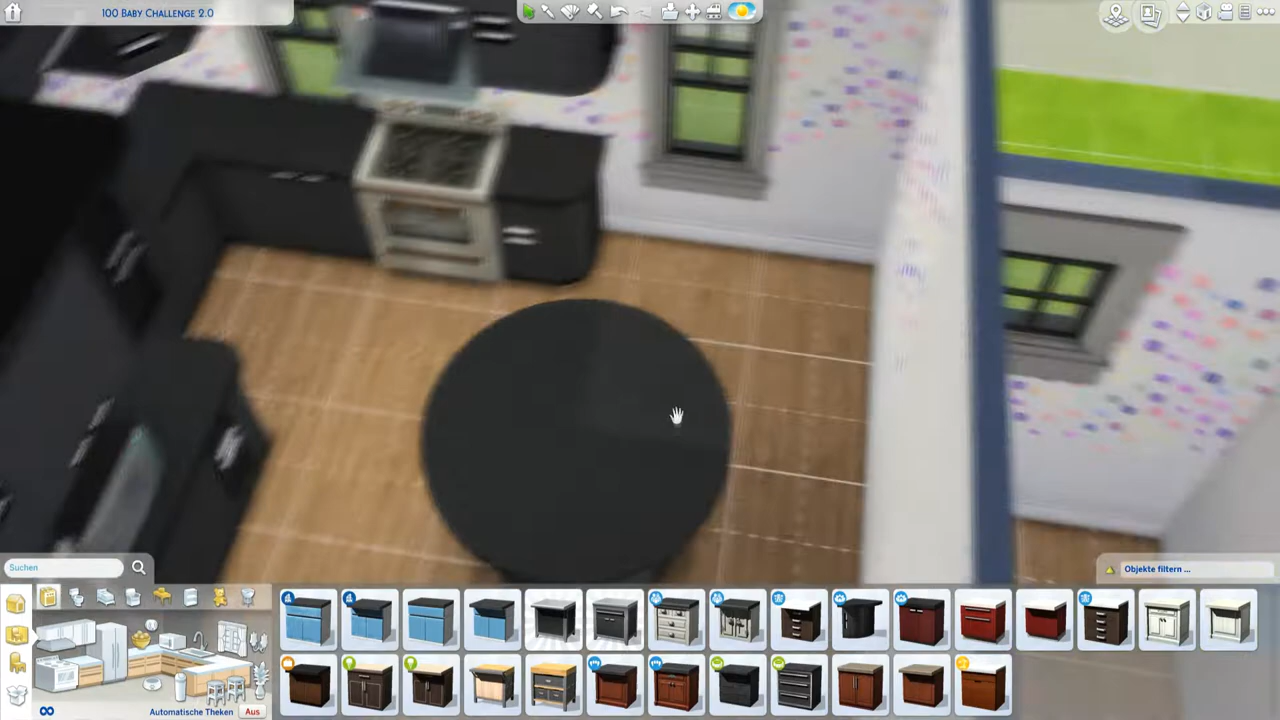 100 BABY CHALLENGE 2.0
Suchen
Objekte filtern ...
Automatische Theken
Aus